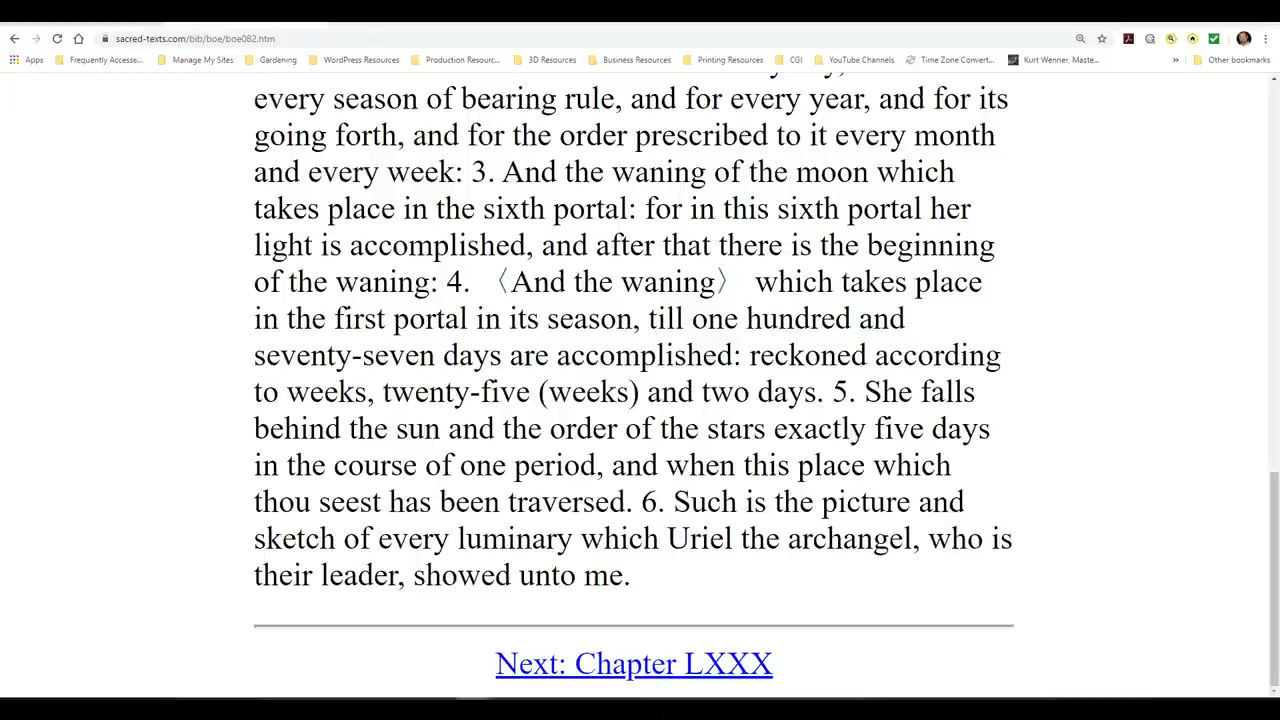 sacred-texts.com/bib/boe/boe082.htm
Apps Frequently Accesse... Manage My Sites Gardening WordPress Resources Production Resourc... 3D Resources Business Resources Printing Resources CGI YouTube Channels Time Zone Convert... Kurt Wenner, Maste... » Other bookmarks
every season of bearing rule, and for every year, and for its
going forth, and for the order prescribed to it every month
and every week: 3. And the waning of the moon which
takes place in the sixth portal: for in this sixth portal her
light is accomplished, and after that there is the beginning
of the waning: 4. 〈And the waning〉 which takes place
in the first portal in its season, till one hundred and
seventy-seven days are accomplished: reckoned according
to weeks, twenty-five (weeks) and two days. 5. She falls
behind the sun and the order of the stars exactly five days
in the course of one period, and when this place which
thou seest has been traversed. 6. Such is the picture and
sketch of every luminary which Uriel the archangel, who is
their leader, showed unto me.
Next: Chapter LXXX